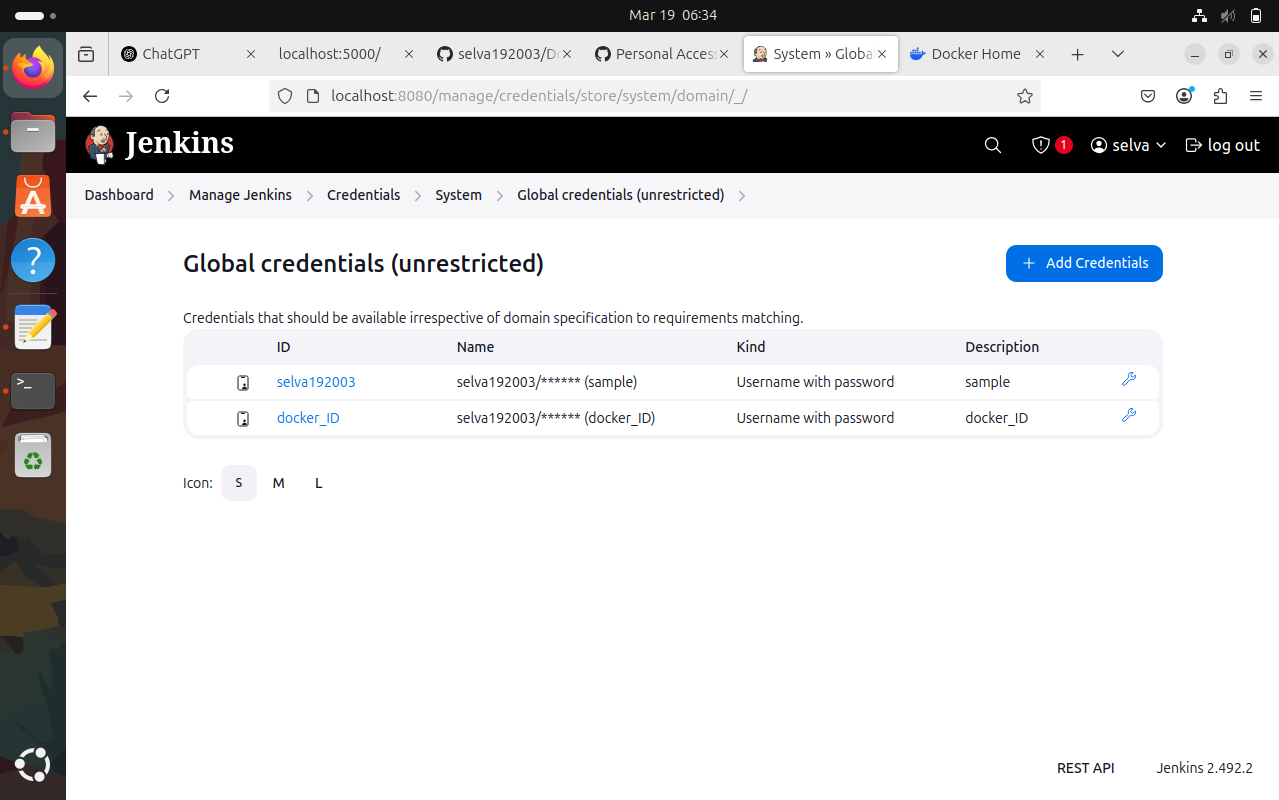 Mar 19 06:34
ChatGPT
localhost:5000/
selva192003/Do
Personal Access
System » Globa
Docker Home
localhost:8080/manage/credentials/store/system/domain/_/
Jenkins
1
selva
log out
Dashboard
Manage Jenkins
Credentials
System
Global credentials (unrestricted)
Global credentials (unrestricted)
+ Add Credentials
Credentials that should be available irrespective of domain specification to requirements matching.
ID Name Kind Description
selva192003 selva192003/****** (sample) Username with password sample
docker_ID selva192003/****** (docker_ID) Username with password docker_ID
Icon: S M L
REST API
Jenkins 2.492.2